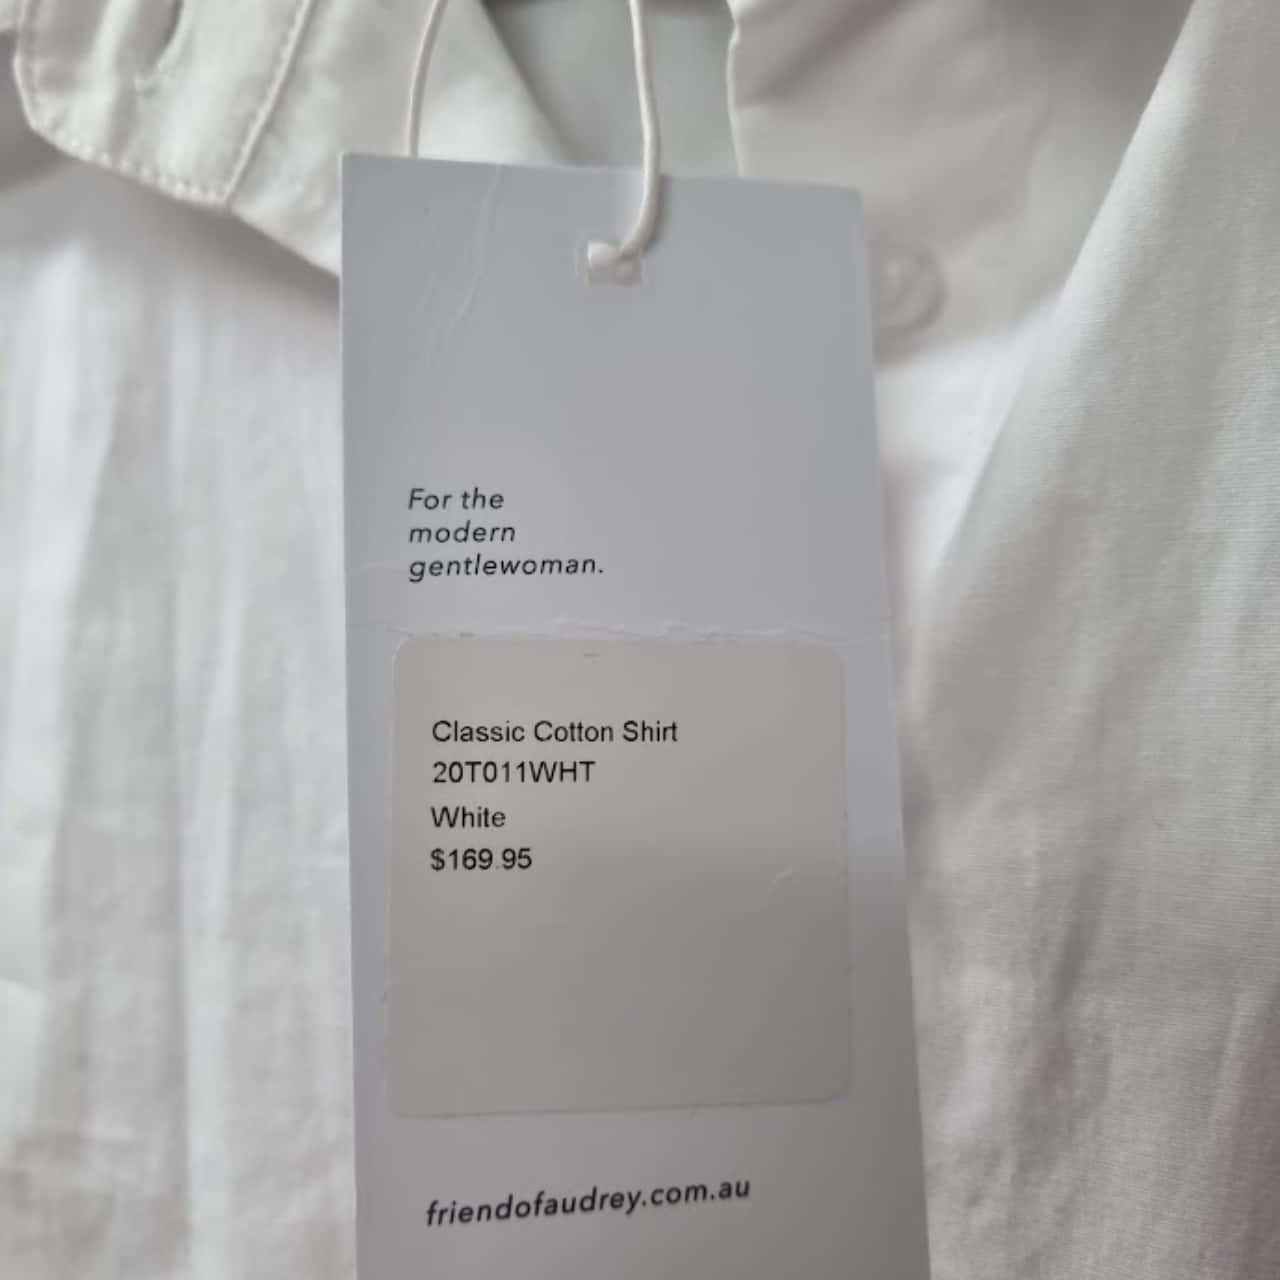 For the
modern
gentlewoman.
Classic Cotton Shirt
20T011WHT
White
$169.95
friendofaudrey.com.au